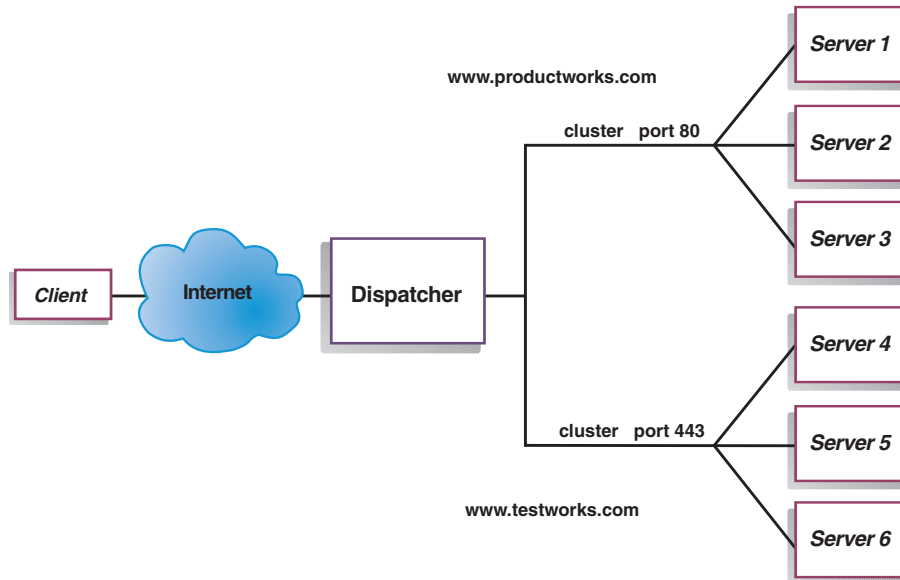 Server 1
www.productworks.com
cluster port 80
Server 2
Server 3
Client
Internet
Dispatcher
Server 4
cluster port 443
Server 5
www.testworks.com
Server 6